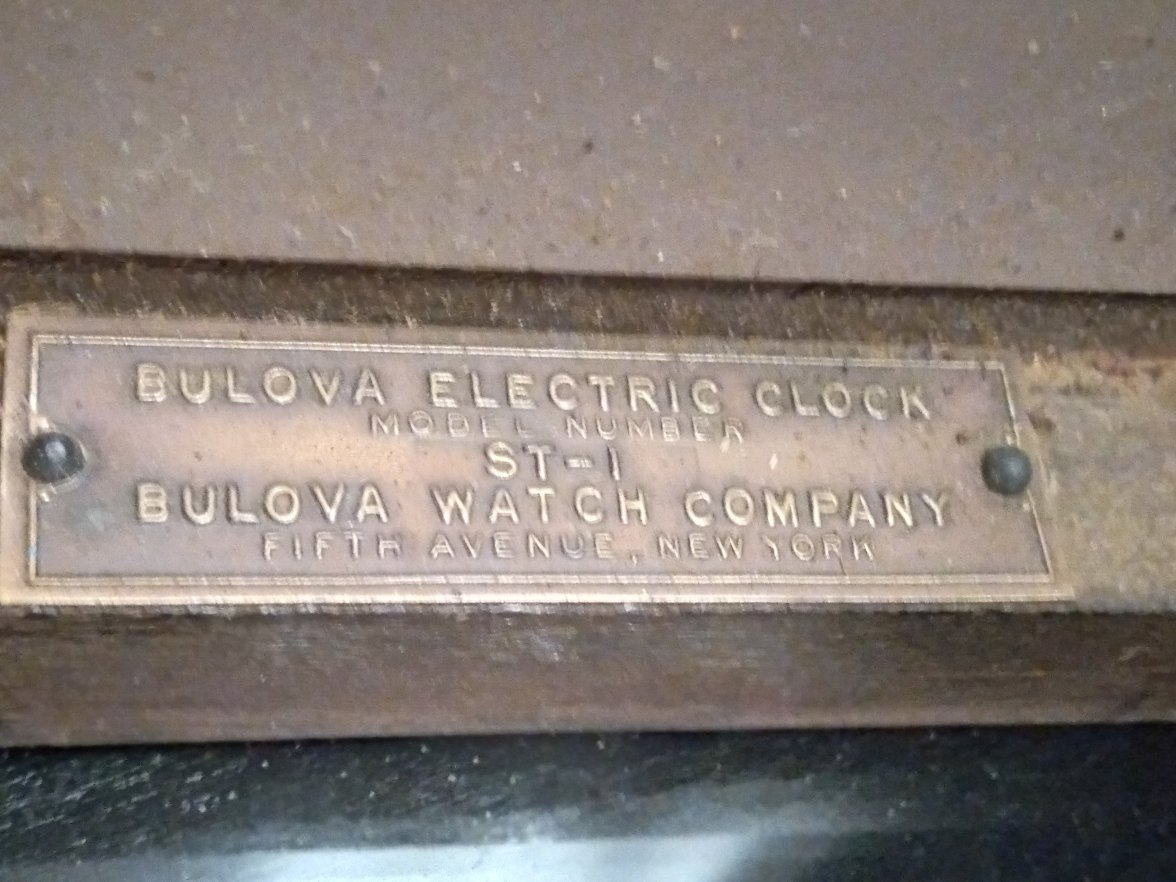 BULOVA ELECTRIC CLOCK
MODEL NUMBER
ST-1
BULOVA WATCH COMPANY
FIFTH AVENUE, NEW YORK